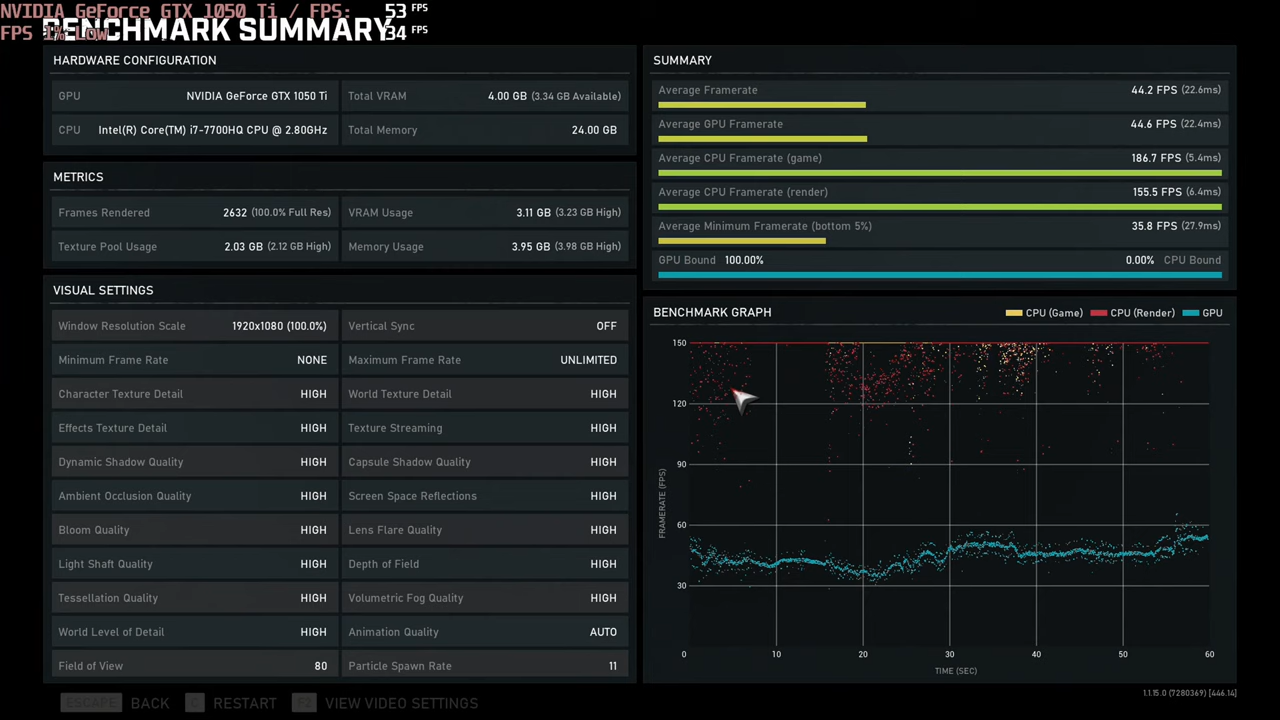 NVIDIA GeForce GTX 1050 Ti / FPS: 53 FPS
FPS 1% Low 34 FPS
BENCHMARK SUMMARY
HARDWARE CONFIGURATION
GPU NVIDIA GeForce GTX 1050 Ti Total VRAM 4.00 GB (3.34 GB Available)
CPU Intel(R) Core(TM) i7-7700HQ CPU @ 2.80GHz Total Memory 24.00 GB
METRICS
Frames Rendered 2632 (100.0% Full Res) VRAM Usage 3.11 GB (3.23 GB High)
Texture Pool Usage 2.03 GB (2.12 GB High) Memory Usage 3.95 GB (3.98 GB High)
VISUAL SETTINGS
Window Resolution Scale 1920x1080 (100.0%) Vertical Sync OFF
Minimum Frame Rate NONE Maximum Frame Rate UNLIMITED
Character Texture Detail HIGH World Texture Detail HIGH
Effects Texture Detail HIGH Texture Streaming HIGH
Dynamic Shadow Quality HIGH Capsule Shadow Quality HIGH
Ambient Occlusion Quality HIGH Screen Space Reflections HIGH
Bloom Quality HIGH Lens Flare Quality HIGH
Light Shaft Quality HIGH Depth of Field HIGH
Tessellation Quality HIGH Volumetric Fog Quality HIGH
World Level of Detail HIGH Animation Quality AUTO
Field of View 80 Particle Spawn Rate 11
SUMMARY
Average Framerate 44.2 FPS (22.6ms)
Average GPU Framerate 44.6 FPS (22.4ms)
Average CPU Framerate (game) 186.7 FPS (5.4ms)
Average CPU Framerate (render) 155.5 FPS (6.4ms)
Average Minimum Framerate (bottom 5%) 35.8 FPS (27.9ms)
GPU Bound 100.00% 0.00% CPU Bound
BENCHMARK GRAPH CPU (Game) CPU (Render) GPU
150
120
90
60
30
FRAMERATE (FPS)
0 10 20 30 40 50 60
TIME (SEC)
ESCAPE BACK C RESTART F2 VIEW VIDEO SETTINGS
1.1.15.0 (7280369) [446.14]